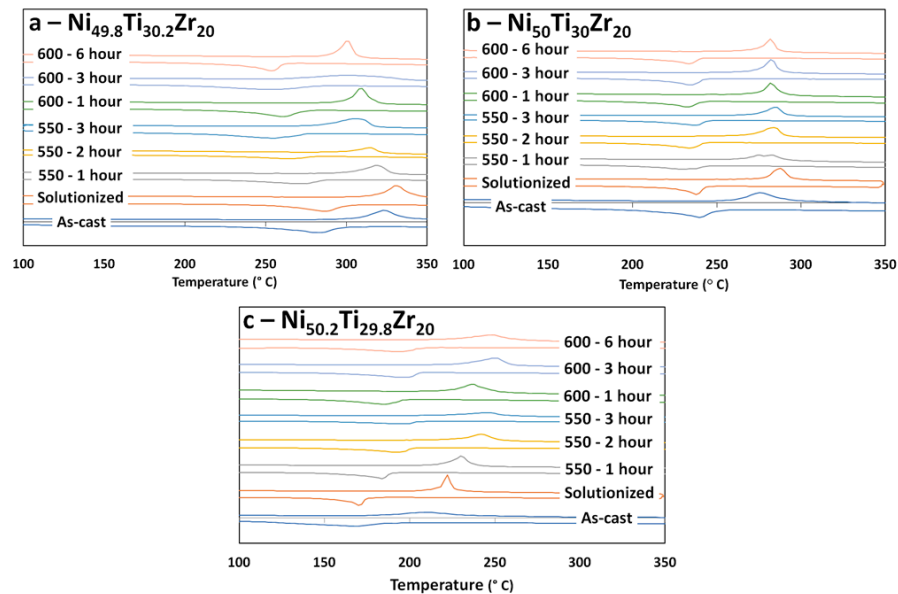 a – Ni49.8Ti30.2Zr20
600 - 6 hour
600 - 3 hour
600 - 1 hour
550 - 3 hour
550 - 2 hour
550 - 1 hour
Solutionized
As-cast
100 150 200 250 300 350
Temperature (° C)
b – Ni50Ti30Zr20
600 - 6 hour
600 - 3 hour
600 - 1 hour
550 - 3 hour
550 - 2 hour
550 - 1 hour
Solutionized
As-cast
100 150 200 250 300 350
Temperature (° C)
c – Ni50.2Ti29.8Zr20
600 - 6 hour
600 - 3 hour
600 - 1 hour
550 - 3 hour
550 - 2 hour
550 - 1 hour
Solutionized
As-cast
100 150 200 250 300 350
Temperature (° C)